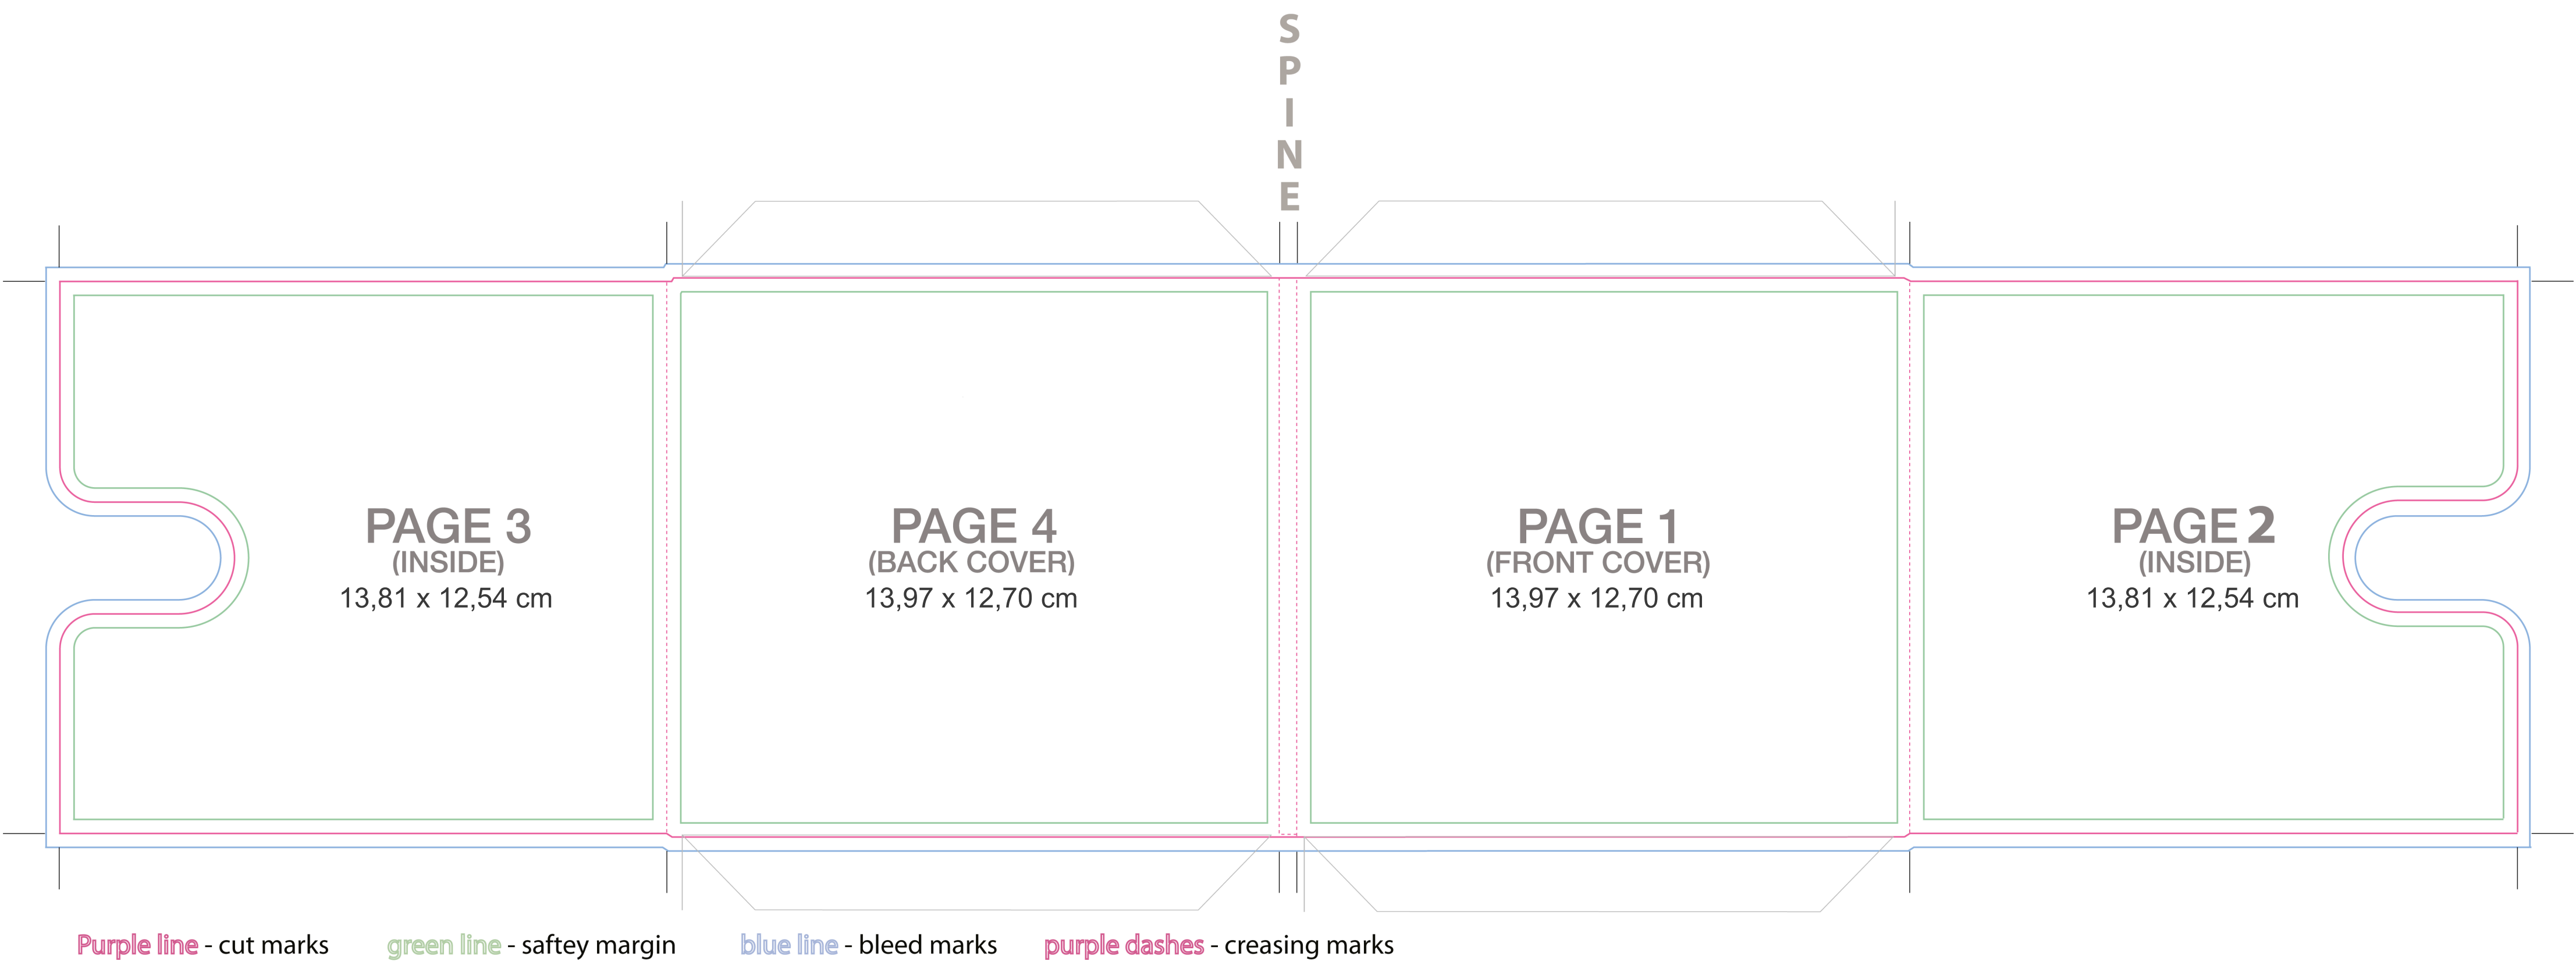 SPINE
PAGE 3
(INSIDE)
13,81 x 12,54 cm
PAGE 4
(BACK COVER)
13,97 x 12,70 cm
PAGE 1
(FRONT COVER)
13,97 x 12,70 cm
PAGE 2
(INSIDE)
13,81 x 12,54 cm
Purple line - cut marks
green line - saftey margin
blue line - bleed marks
purple dashes - creasing marks